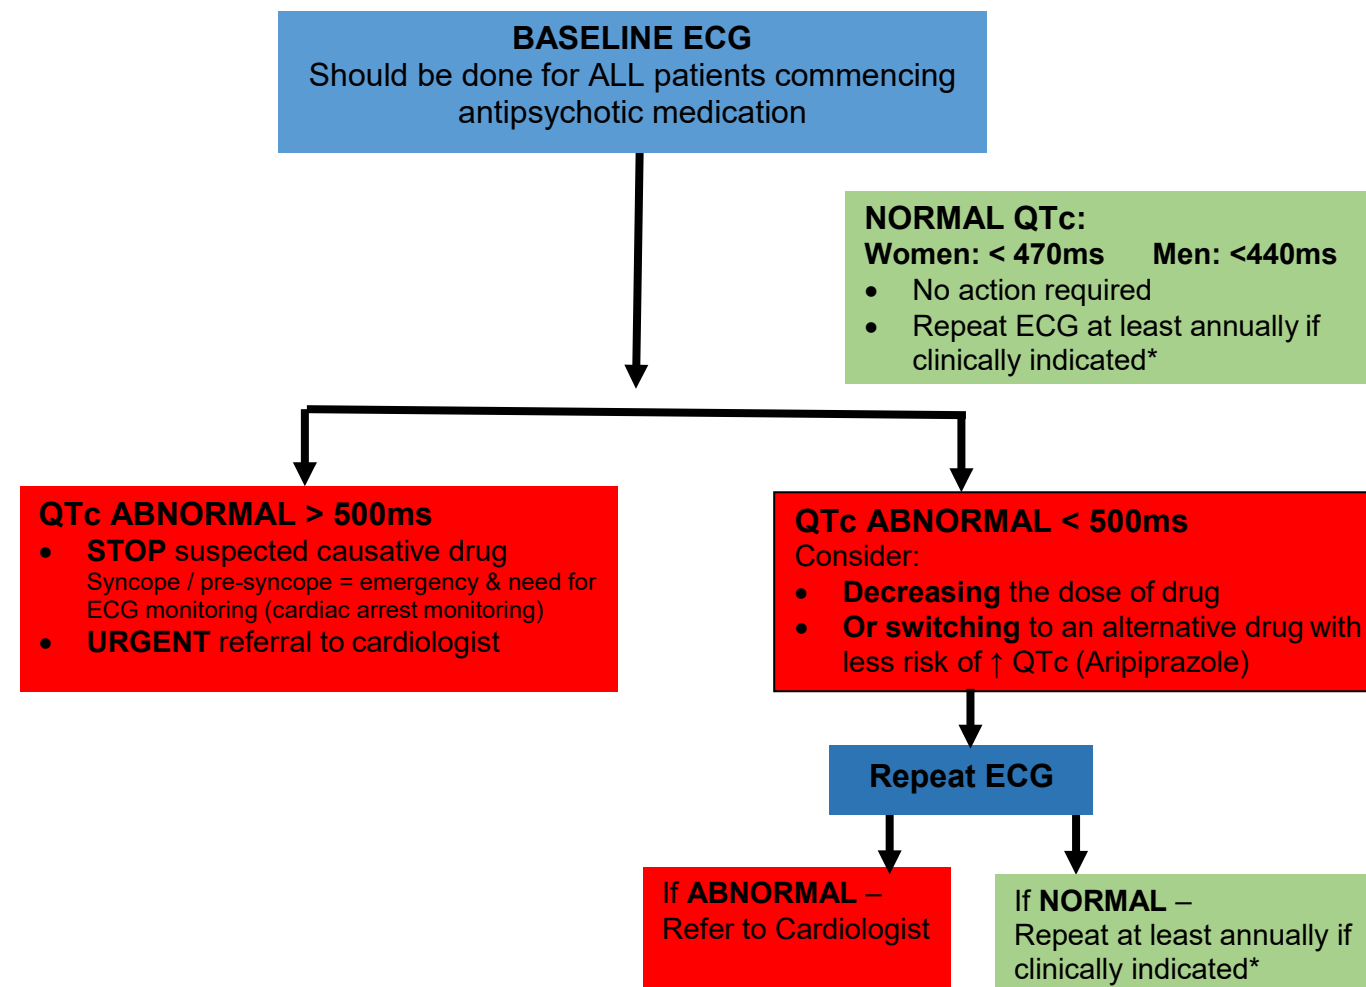 BASELINE ECG
Should be done for ALL patients commencing
antipsychotic medication
NORMAL QTc:
Women: < 470ms Men: <440ms
• No action required
• Repeat ECG at least annually if
clinically indicated*
QTc ABNORMAL > 500ms
• STOP suspected causative drug
Syncope / pre-syncope = emergency & need for
ECG monitoring (cardiac arrest monitoring)
• URGENT referral to cardiologist
QTc ABNORMAL < 500ms
Consider:
• Decreasing the dose of drug
• Or switching to an alternative drug with
less risk of ↑ QTc (Aripiprazole)
Repeat ECG
If ABNORMAL –
Refer to Cardiologist
If NORMAL –
Repeat at least annually if
clinically indicated*